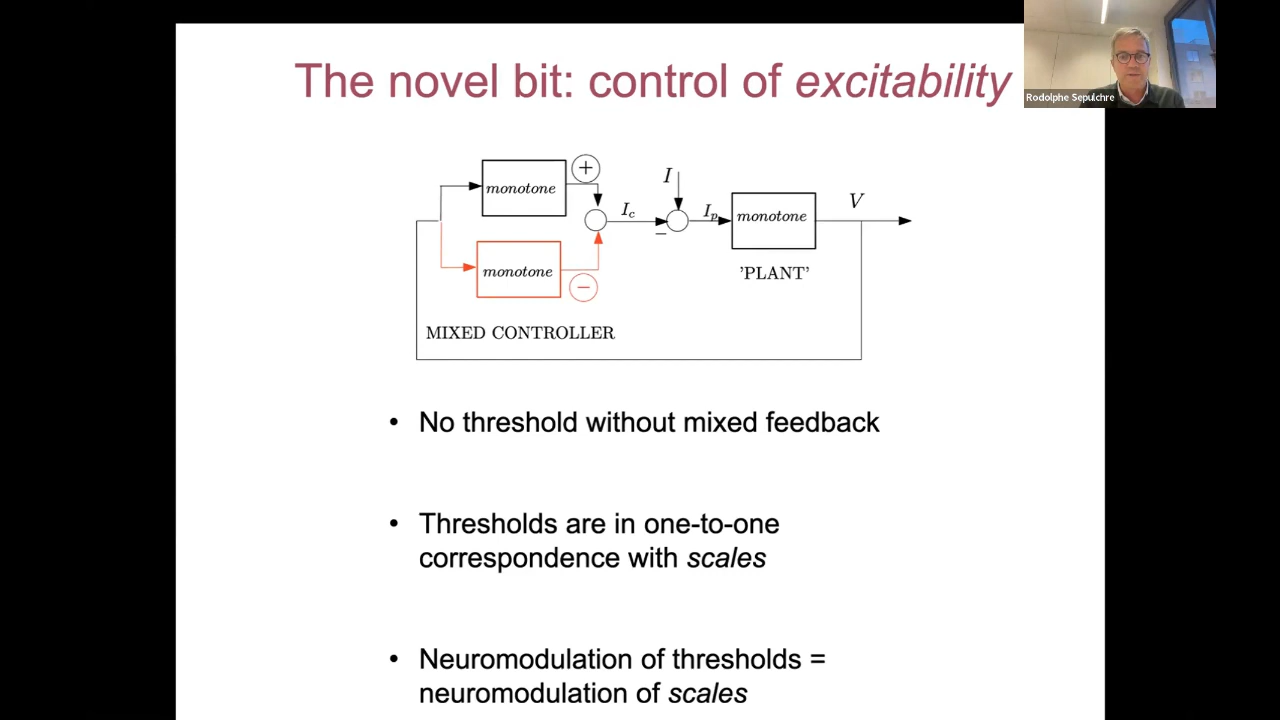 The novel bit: control of excitability
Rodolphe Sepulchre
monotone
+
I
V
I_c
I_p
monotone
−
monotone
−
'PLANT'
MIXED CONTROLLER
• No threshold without mixed feedback
• Thresholds are in one-to-one
correspondence with scales
• Neuromodulation of thresholds =
neuromodulation of scales